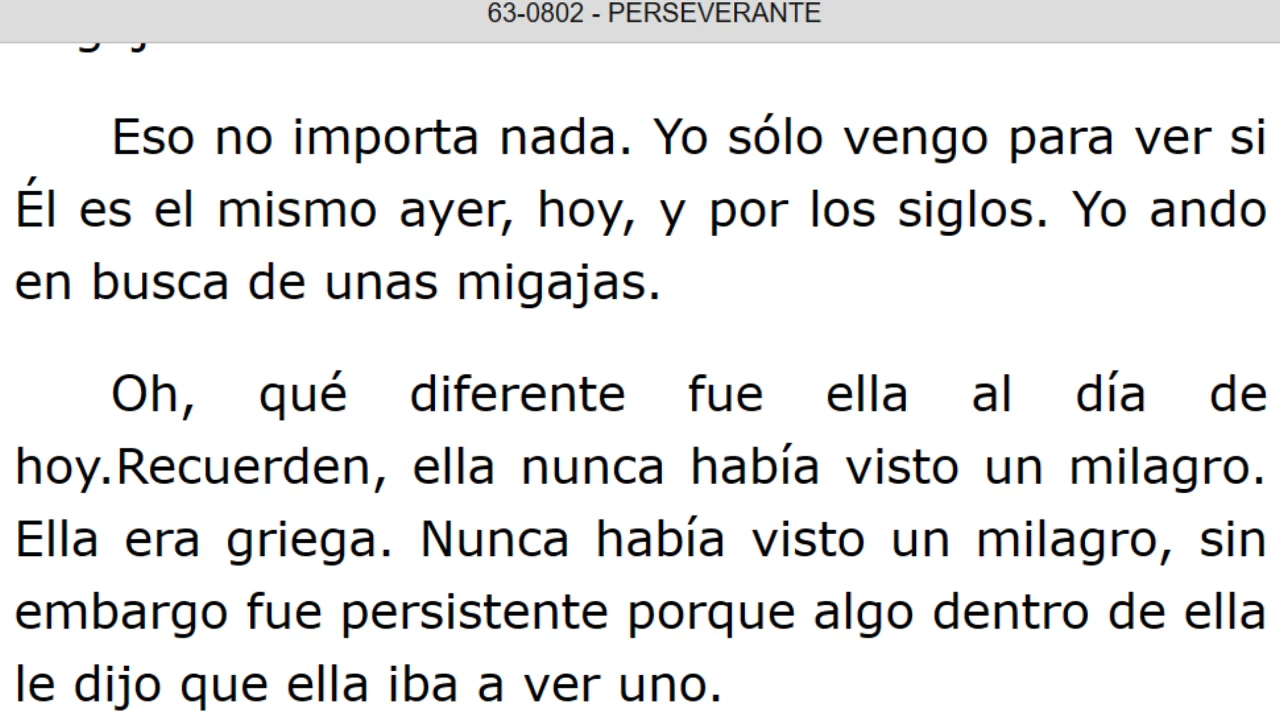 63-0802 - PERSEVERANTE
Eso no importa nada. Yo sólo vengo para ver si
Él es el mismo ayer, hoy, y por los siglos. Yo ando
en busca de unas migajas.
Oh, qué diferente fue ella al día de
hoy.Recuerden, ella nunca había visto un milagro.
Ella era griega. Nunca había visto un milagro, sin
embargo fue persistente porque algo dentro de ella
le dijo que ella iba a ver uno.